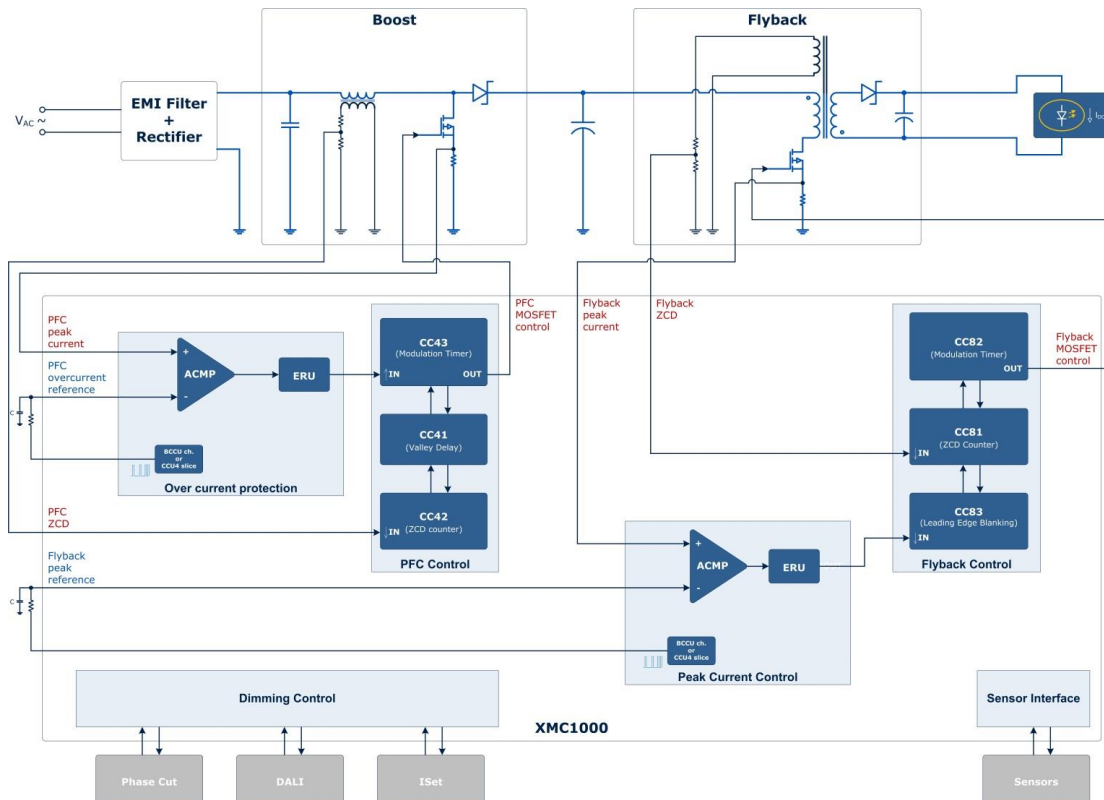 Boost
Flyback
V_AC ~
EMI Filter
+
Rectifier
I_DC
PFC
peak
current
PFC
overcurrent
reference
C
+
ACMP
-
ERU
BCCU ch.
or
CCU4 slice
Over current protection
PFC
ZCD
CC43
(Modulation Timer)
IN
OUT
CC41
(Valley Delay)
CC42
(ZCD counter)
IN
PFC Control
PFC
MOSFET
control
Flyback
peak
current
Flyback
ZCD
CC82
(Modulation Timer)
OUT
CC81
(ZCD Counter)
IN
CC83
(Leading Edge Blanking)
IN
Flyback Control
Flyback
MOSFET
control
Flyback
peak
reference
C
+
ACMP
-
ERU
BCCU ch.
or
CCU4 slice
Peak Current Control
Dimming Control
Sensor Interface
XMC1000
Phase Cut
DALI
ISet
Sensors